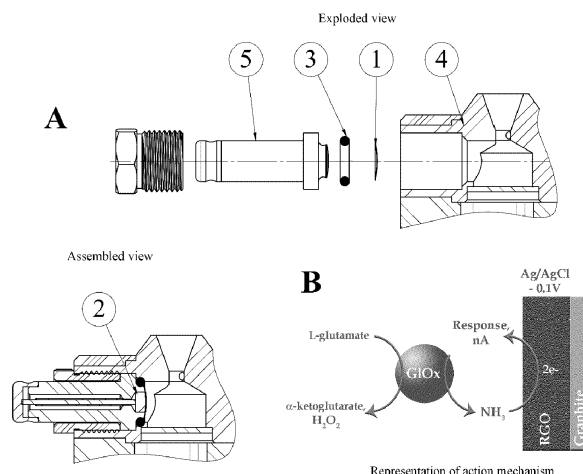 Exploded view
5
3
1
4
A
Assembled view
2
B
Ag/AgCl
- 0,1V
L-glutamate
Response,
nA
GlOx
2e-
α-ketoglutarate,
H₂O₂
NH₃
RGO
Graphite
Representation of action mechanism